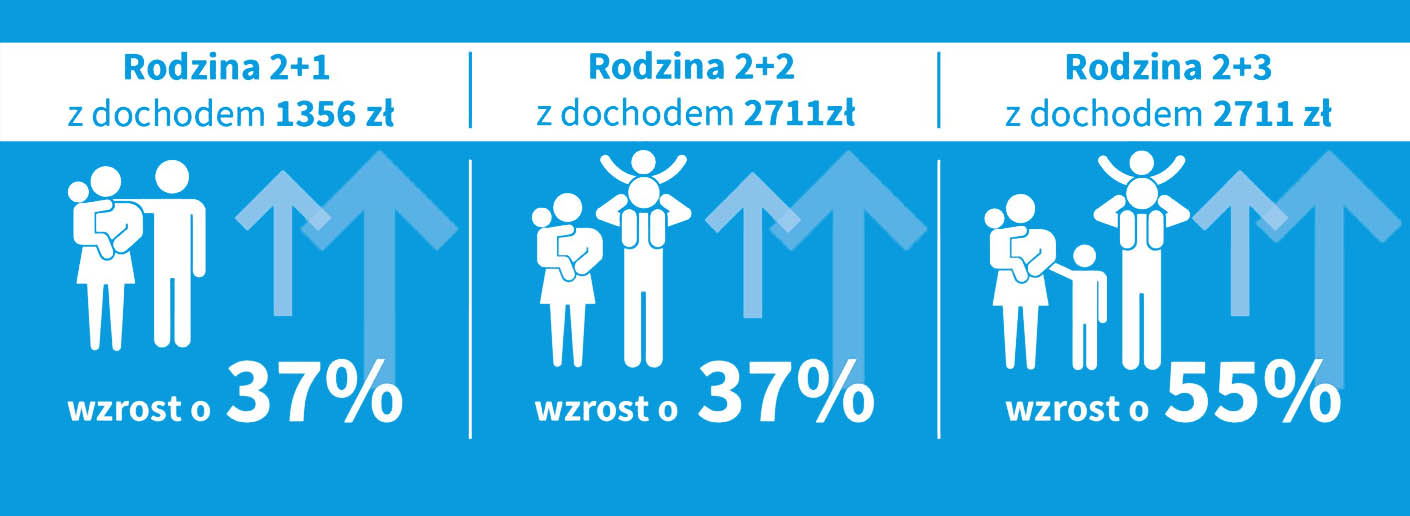 Rodzina 2+1
z dochodem 1356 zł
wzrost o 37%
Rodzina 2+2
z dochodem 2711zł
wzrost o 37%
Rodzina 2+3
z dochodem 2711 zł
wzrost o 55%